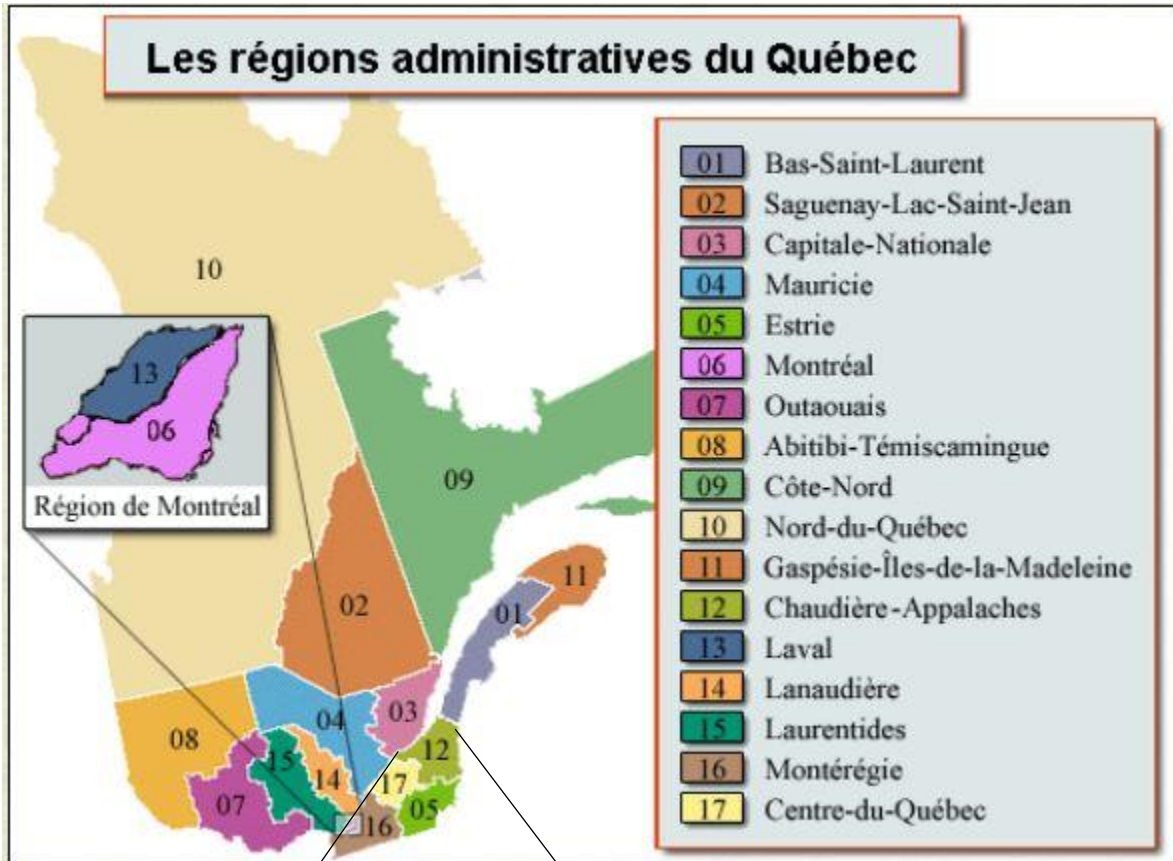 Les régions administratives du Québec
01 Bas-Saint-Laurent
02 Saguenay-Lac-Saint-Jean
03 Capitale-Nationale
04 Mauricie
05 Estrie
06 Montréal
07 Outaouais
08 Abitibi-Témiscamingue
09 Côte-Nord
10 Nord-du-Québec
11 Gaspésie-Îles-de-la-Madeleine
12 Chaudière-Appalaches
13 Laval
14 Lanaudière
15 Laurentides
16 Montérégie
17 Centre-du-Québec
10
13
06
Région de Montréal
09
11
02
01
03
04
08
12
15
14
17
07
05
16